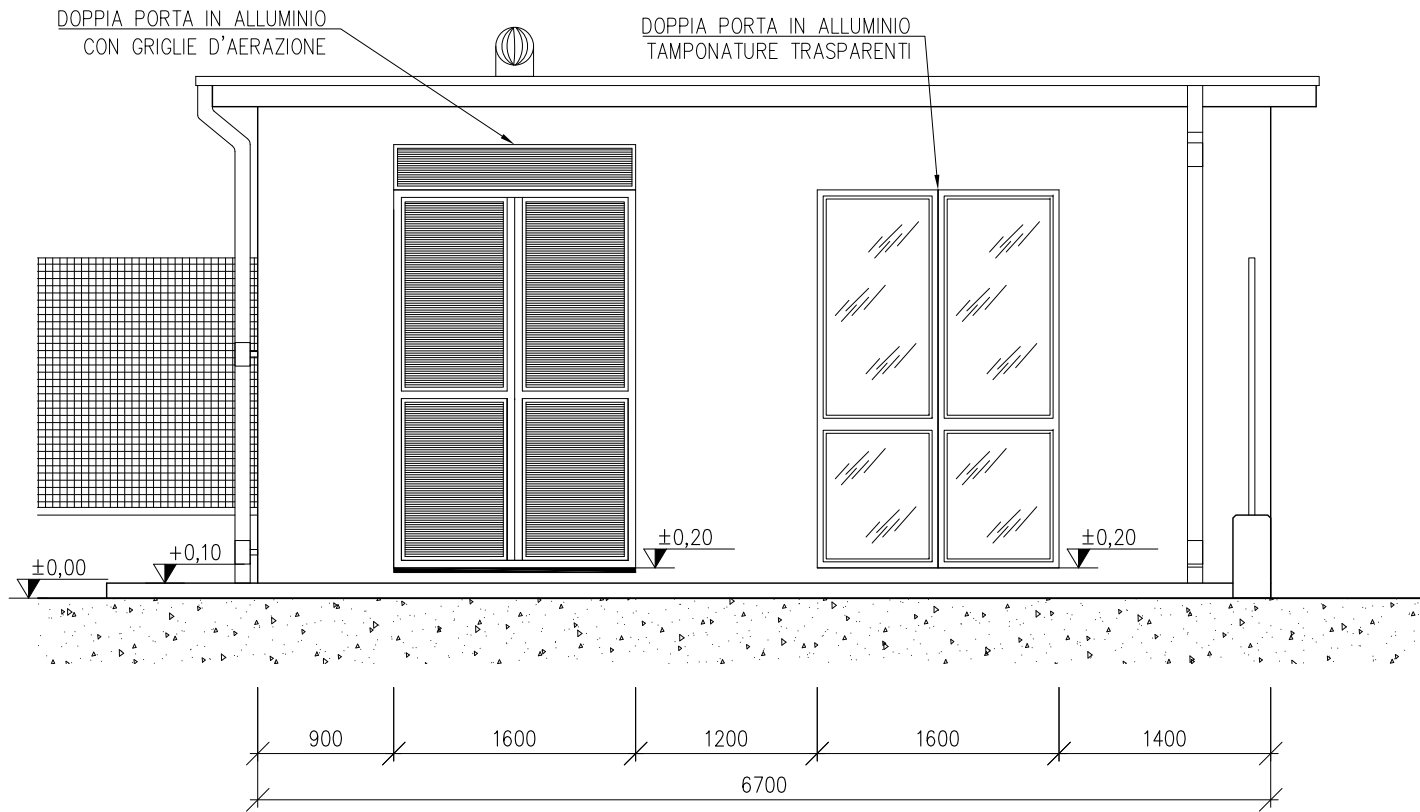 DOPPIA PORTA IN ALLUMINIO
CON GRIGLIE D'AERAZIONE
DOPPIA PORTA IN ALLUMINIO
TAMPONATURE TRASPARENTI
±0,00
+0,10
±0,20
±0,20
900
1600
1200
1600
1400
6700